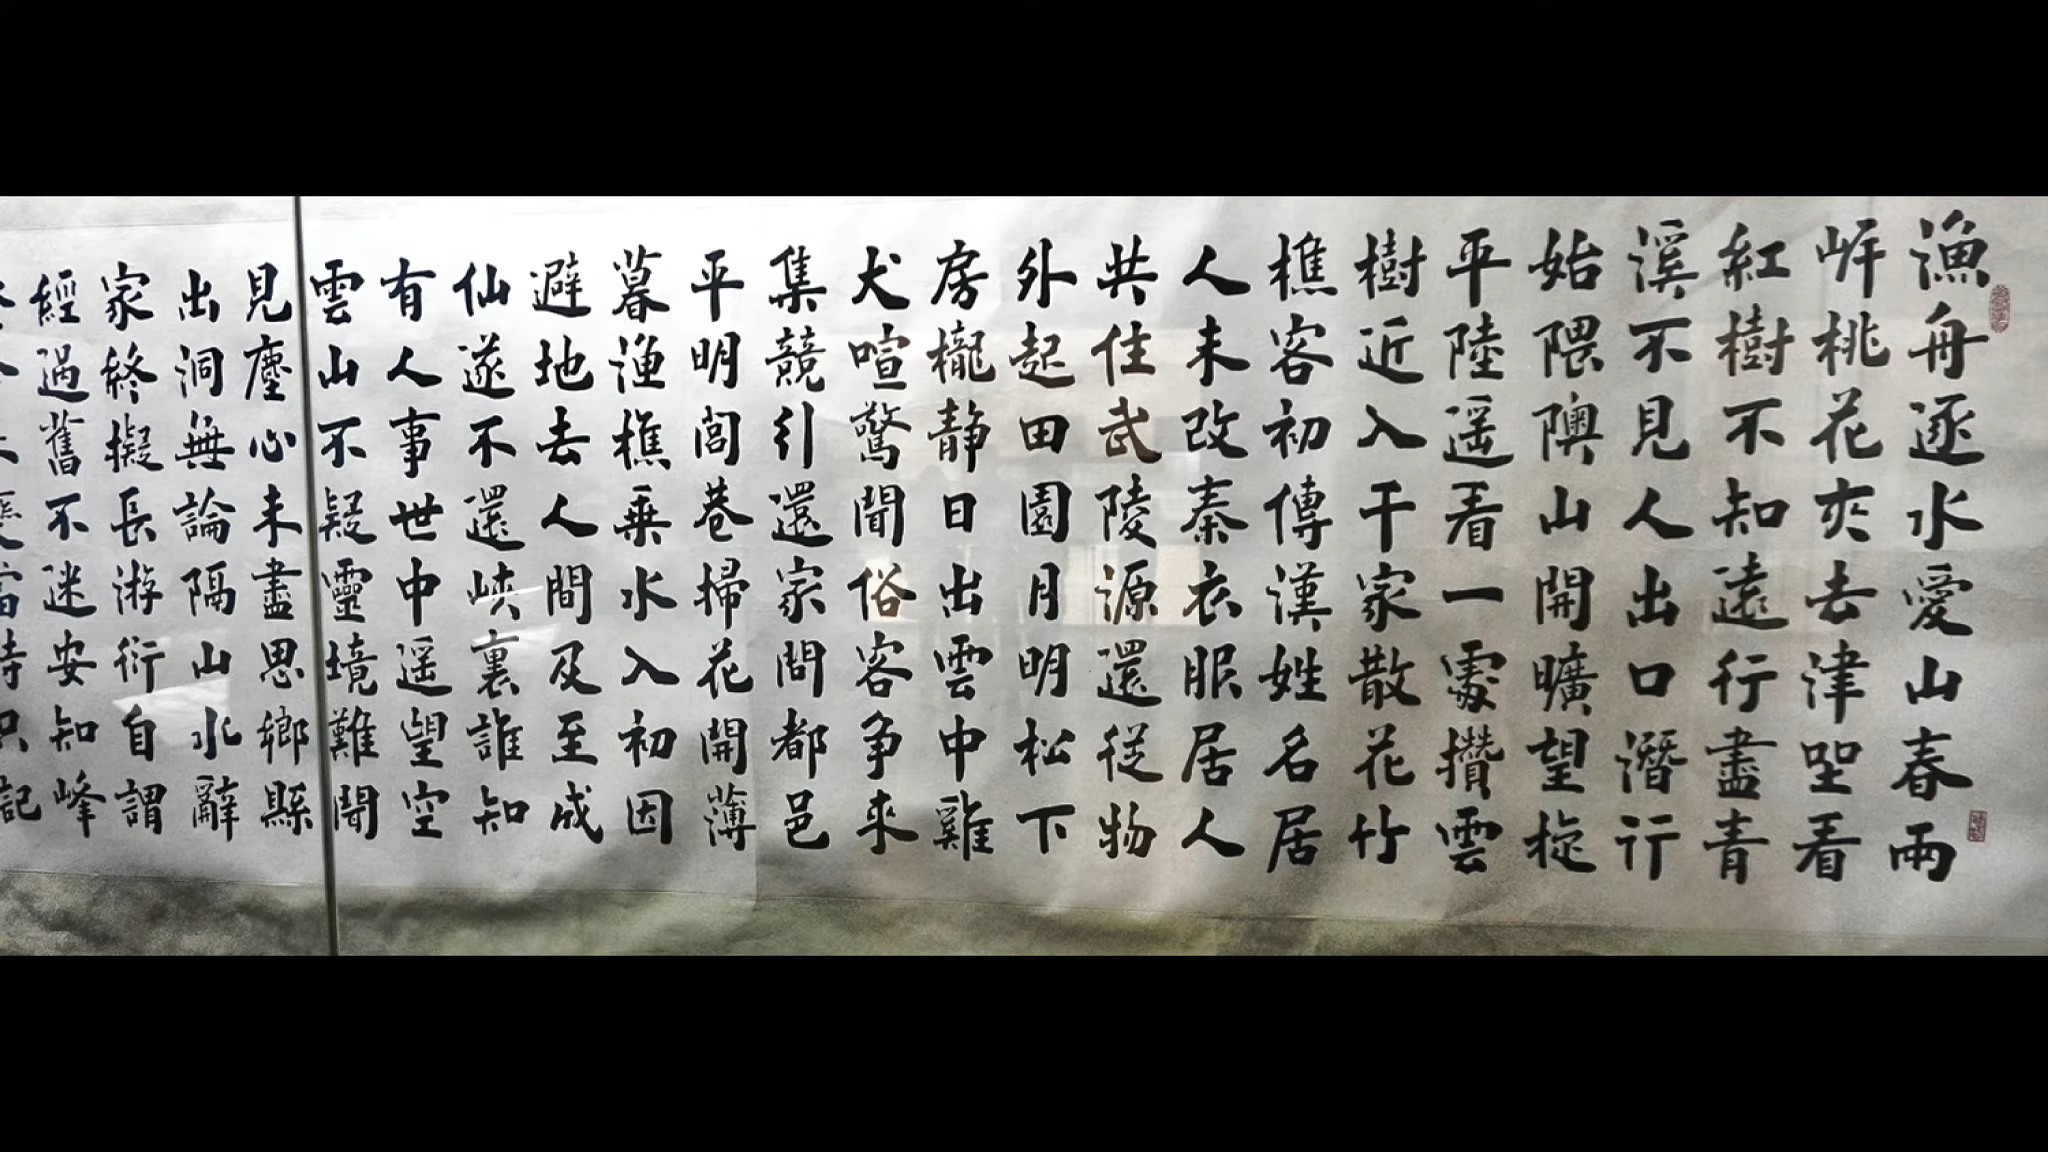 漁舟逐水愛山春兩
岸桃花夾去津坐看
紅樹不知遠行盡青
溪不見人出口潛行
始隈隩山開曠望旋
平陸遥看一處攢雲
樹近入千家散花竹
樵客初傳漢姓名居
人未改秦衣服居人
共住武陵源還從物
外起田園月明松下
房櫳静日出雲中雞
犬喧驚聞俗客争來
集競引還家問都邑
平明閭巷掃花開薄
暮漁樵乗水入初因
避地去人間及至成
仙遂不還峽裏誰知
有人事世中遥望空
雲山不疑靈境難聞
見塵心未盡思鄉縣
出洞無論隔山水辭
家終擬長游衍自謂
經過舊不迷安知峰